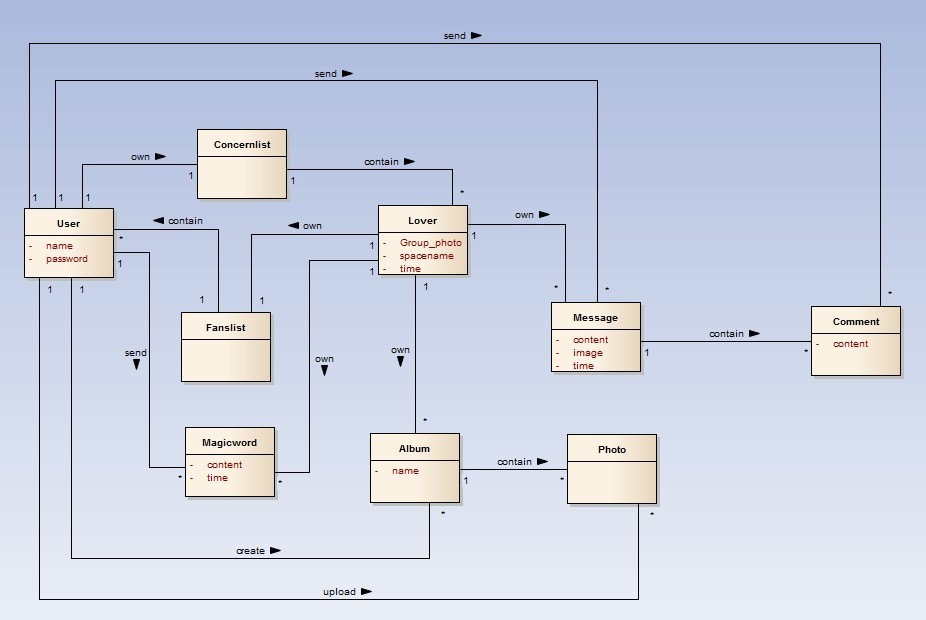 send
send
Concernlist
own
contain
1
1
1
1
1
*
User
- name
- password
contain
*
1
own
Lover
- Group_photo
- spacename
- time
1
1
own
1
1
1
1
1
1
*
*
*
Fanslist
Message
- content
- image
- time
1
contain
*
Comment
- content
send
own
own
*
Magicword
- content
- time
*
*
Album
- name
contain
1
*
Photo
*
*
create
upload